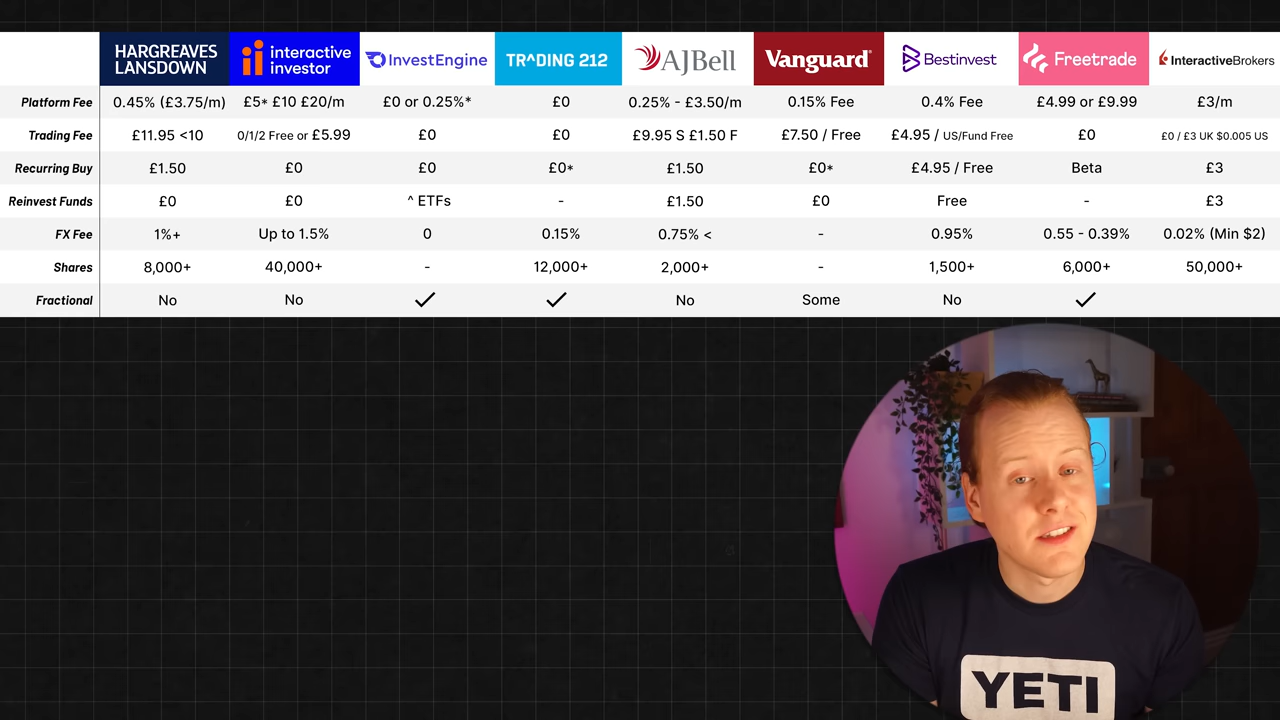 HARGREAVES LANSDOWN interactive investor InvestEngine TR^DING 212 AJBell Vanguard® Bestinvest Freetrade InteractiveBrokers
Platform Fee 0.45% (£3.75/m) £5* £10 £20/m £0 or 0.25%* £0 0.25% - £3.50/m 0.15% Fee 0.4% Fee £4.99 or £9.99 £3/m
Trading Fee £11.95 <10 0/1/2 Free or £5.99 £0 £0 £9.95 S £1.50 F £7.50 / Free £4.95 / US/Fund Free £0 £0 / £3 UK $0.005 US
Recurring Buy £1.50 £0 £0 £0* £1.50 £0* £4.95 / Free Beta £3
Reinvest Funds £0 £0 ^ ETFs - £1.50 £0 Free - £3
FX Fee 1%+ Up to 1.5% 0 0.15% 0.75% < - 0.95% 0.55 - 0.39% 0.02% (Min $2)
Shares 8,000+ 40,000+ - 12,000+ 2,000+ - 1,500+ 6,000+ 50,000+
Fractional No No ✓ ✓ No Some No ✓
YETI